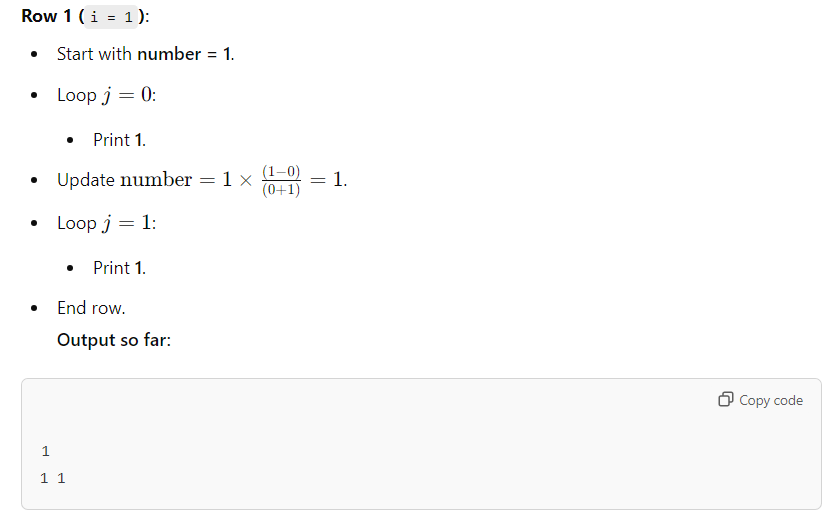 Row 1 ( i = 1 ):
• Start with number = 1.
• Loop j = 0:
• Print 1.
• Update number = 1 × (1−0)/(0+1) = 1.
• Loop j = 1:
• Print 1.
• End row.
Output so far:
Copy code
1
1 1